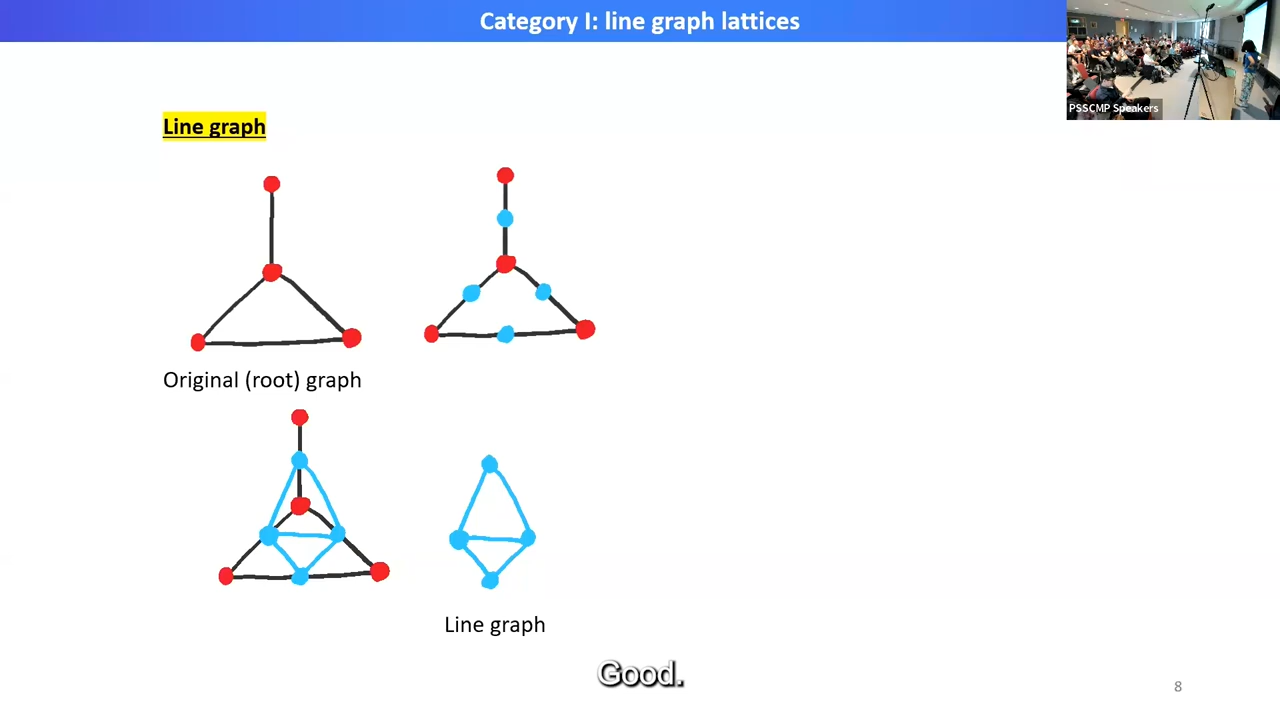 Category I: line graph lattices
PSSCMP Speakers
Line graph
Original (root) graph
Line graph
Good.
8